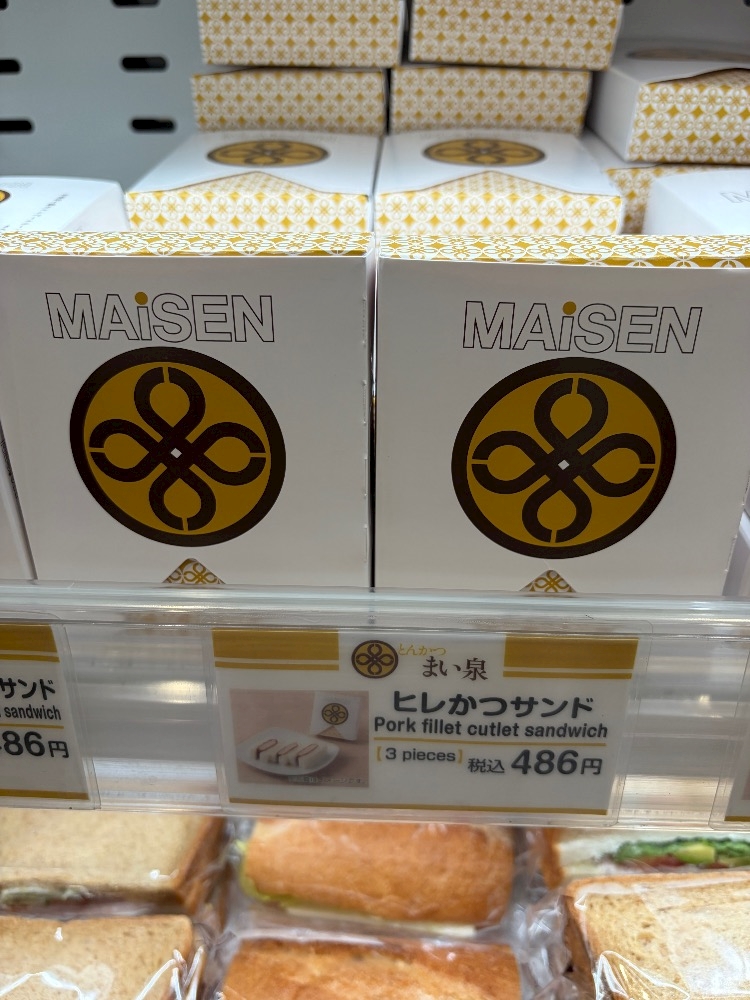 MAiSEN
MAiSEN
とんかつ
まい泉
ヒレかつサンド
Pork fillet cutlet sandwich
[3 pieces] 税込 486円
サンド
sandwich
86円